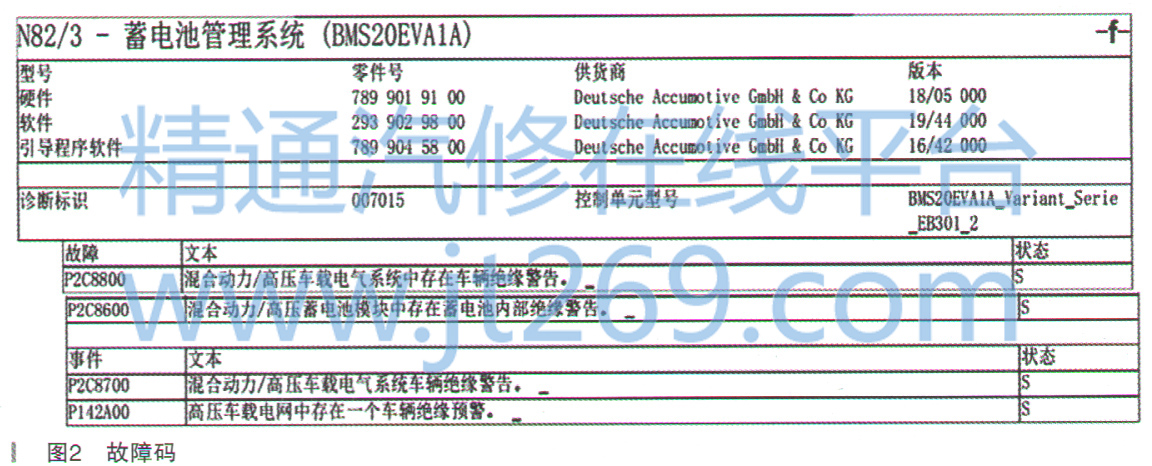 N82/3 - 蓄电池管理系统 (BMS20EVA1A) -f-
型号 零件号 供货商 版本
硬件 789 901 91 00 Deutsche Accumotive GmbH & Co KG 18/05 000
软件 293 902 98 00 Deutsche Accumotive GmbH & Co KG 19/44 000
引导程序软件 789 904 58 00 Deutsche Accumotive GmbH & Co KG 16/42 000
诊断标识 007015 控制单元型号 BMS20EVA1A_Variant_Serie
_EB301_2
故障 文本 状态
P2C8800 混合动力/高压车载电气系统中存在车辆绝缘警告。 _ S
P2C8600 混合动力/高压蓄电池模块中存在蓄电池内部绝缘警告。 _ S
事件 文本 状态
P2C8700 混合动力/高压车载电气系统车辆绝缘警告。 _ S
P142A00 高压车载电网中存在一个车辆绝缘预警。 _ S
图2 故障码
精通汽修在线平台
www.jt269.com